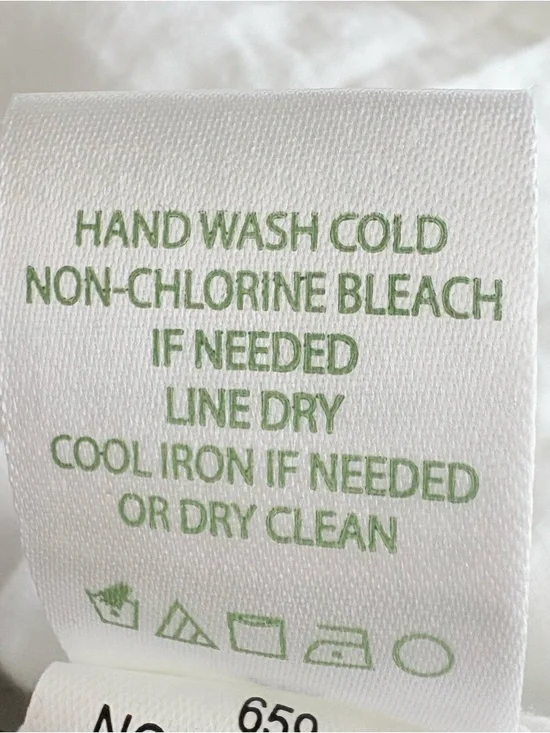 HAND WASH COLD
NON-CHLORINE BLEACH
IF NEEDED
LINE DRY
COOL IRON IF NEEDED
OR DRY CLEAN